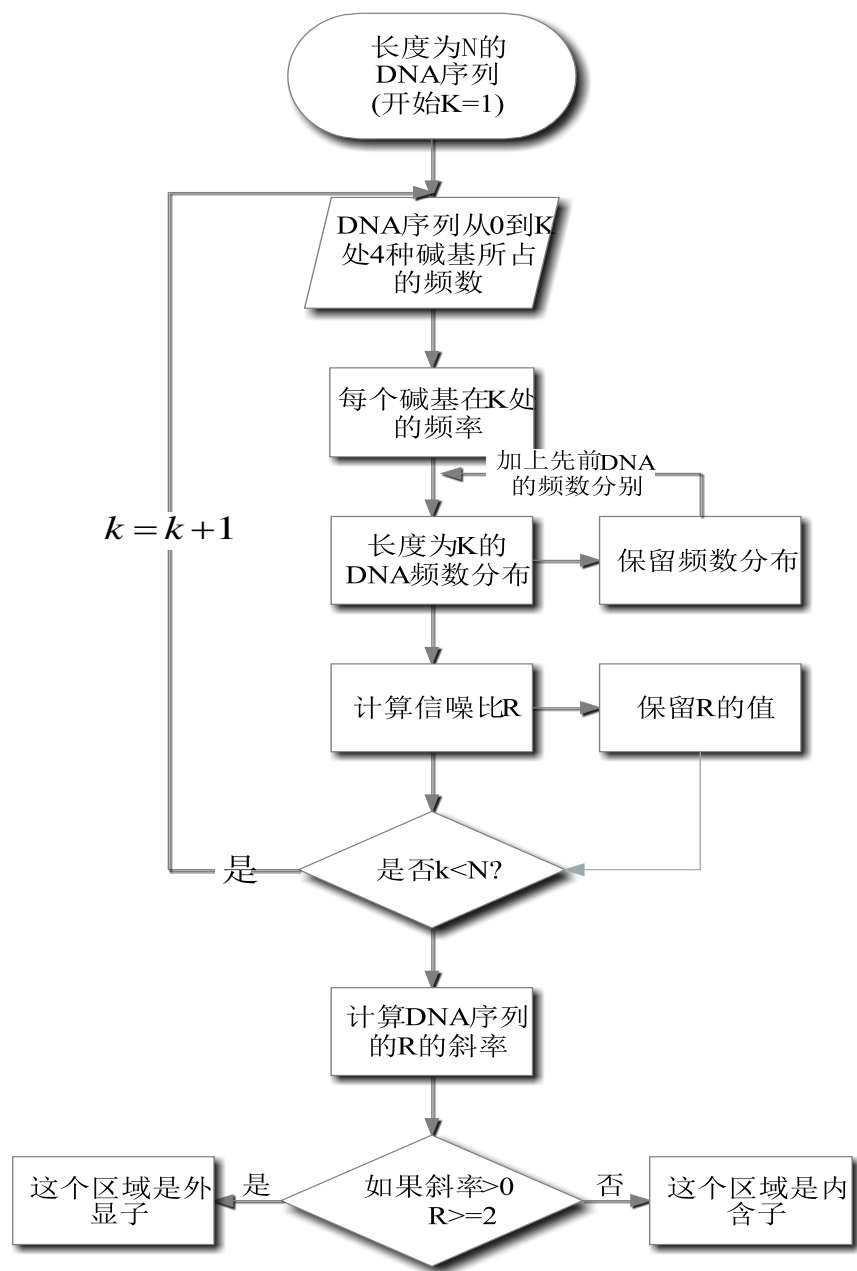 长度为N的
DNA序列
(开始K=1)
DNA序列从0到K
处4种碱基所占
的频数
每个碱基在K处
的频率
加上先前DNA
的频数分别
k = k + 1
长度为K的
DNA频数分布
保留频数分布
计算信噪比R
保留R的值
是
是否k<N?
计算DNA序列
的R的斜率
这个区域是外
显子
是
如果斜率>0
R>=2
否
这个区域是内
含子